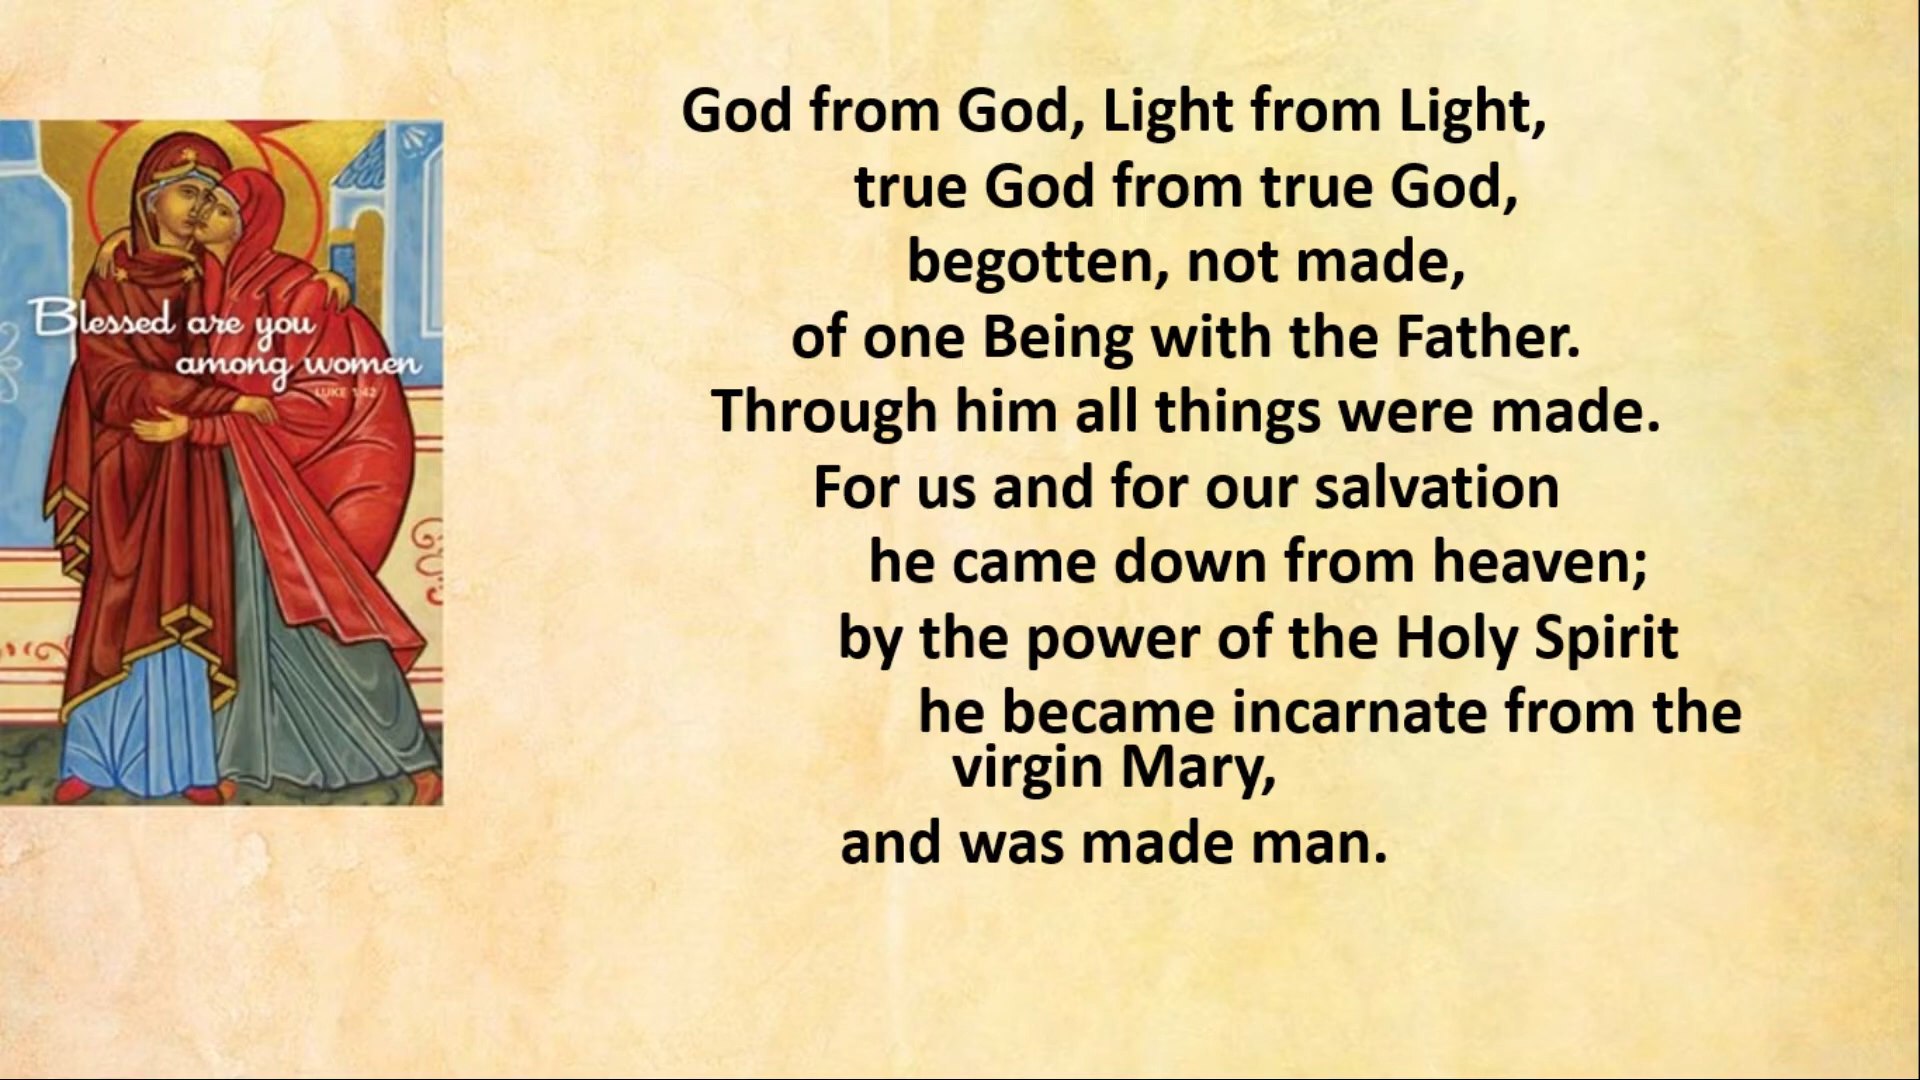 Blessed are you
among women
LUKE 1:42
God from God, Light from Light,
true God from true God,
begotten, not made,
of one Being with the Father.
Through him all things were made.
For us and for our salvation
he came down from heaven;
by the power of the Holy Spirit
he became incarnate from the
virgin Mary,
and was made man.